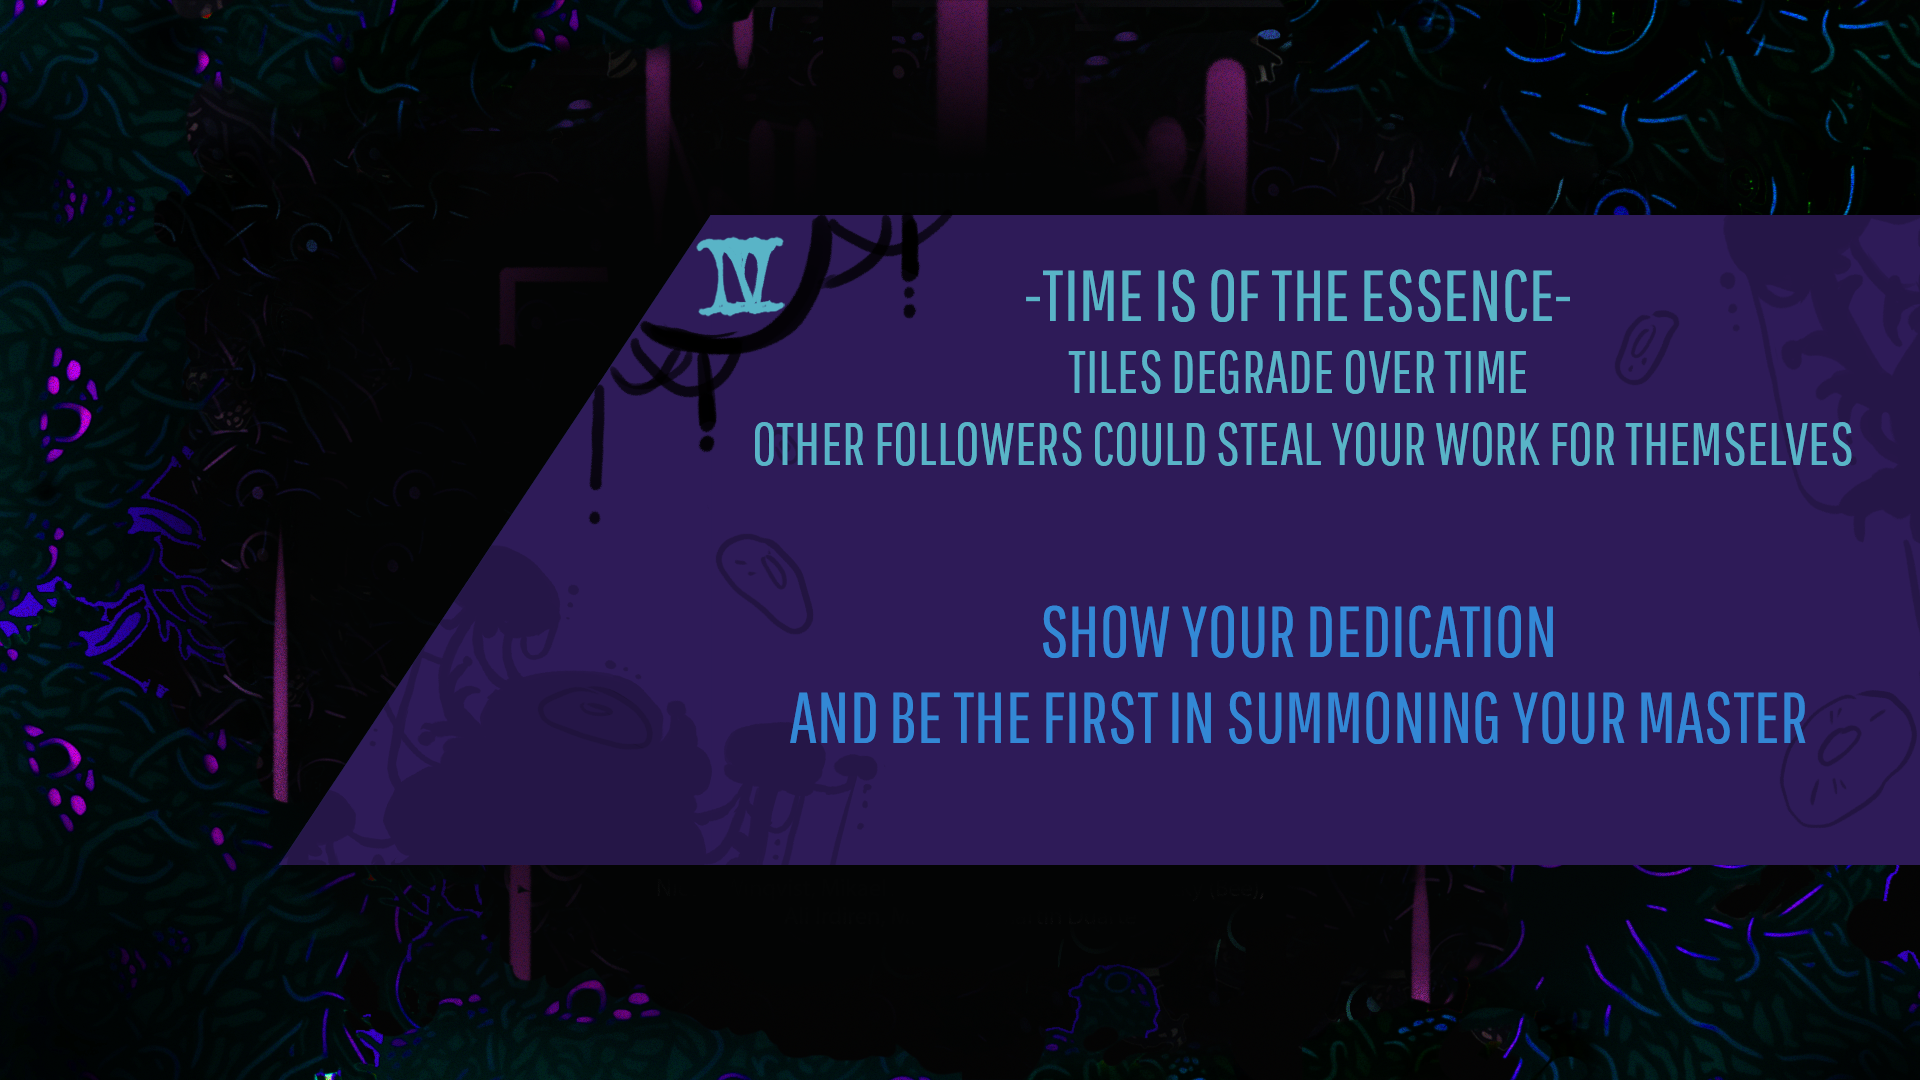 IV
-TIME IS OF THE ESSENCE-
TILES DEGRADE OVER TIME
OTHER FOLLOWERS COULD STEAL YOUR WORK FOR THEMSELVES
SHOW YOUR DEDICATION
AND BE THE FIRST IN SUMMONING YOUR MASTER